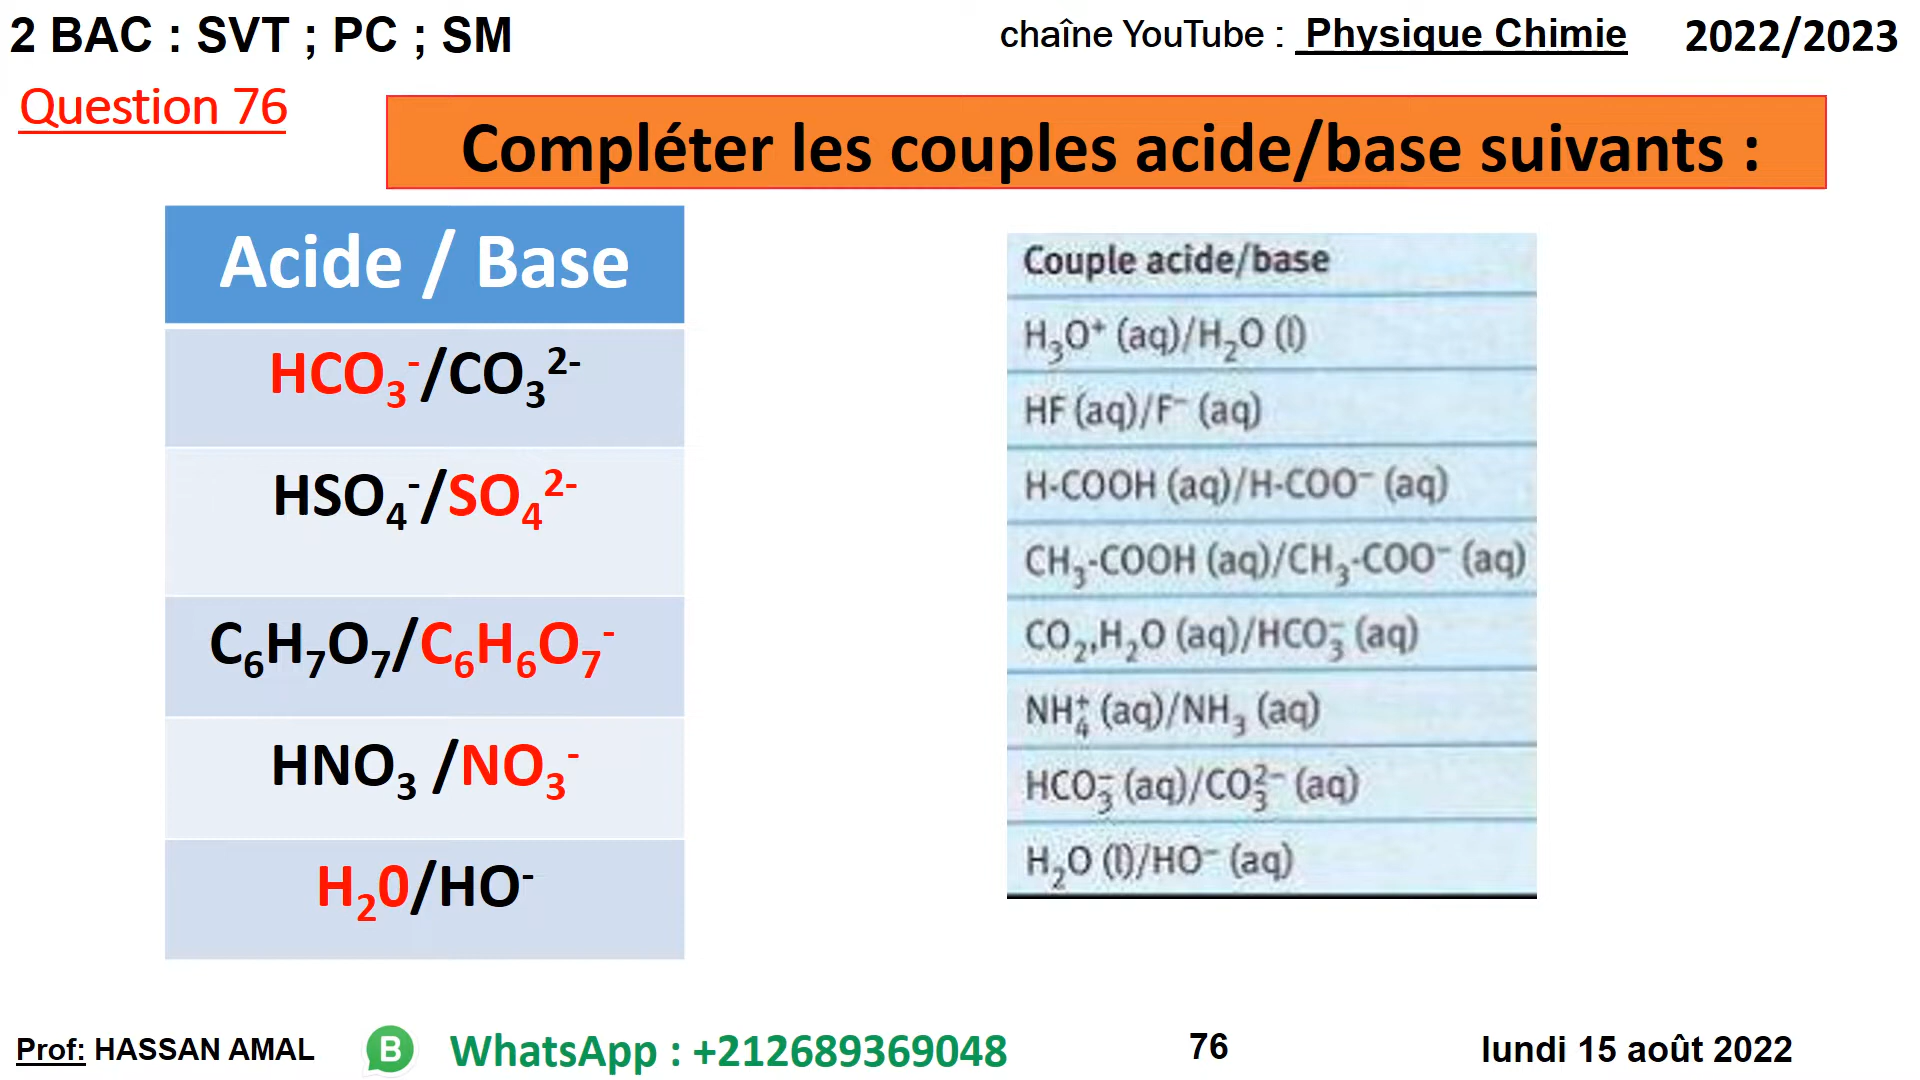 2 BAC : SVT ; PC ; SM
chaîne YouTube : Physique Chimie
2022/2023
Question 76
Compléter les couples acide/base suivants :
Acide / Base
HCO₃⁻/CO₃²⁻
HSO₄⁻/SO₄²⁻
C₆H₇O₇/C₆H₆O₇⁻
HNO₃ /NO₃⁻
H₂0/HO⁻
Couple acide/base
H₃O⁺ (aq)/H₂O (l)
HF (aq)/F⁻ (aq)
H-COOH (aq)/H-COO⁻ (aq)
CH₃-COOH (aq)/CH₃-COO⁻ (aq)
CO₂,H₂O (aq)/HCO₃⁻ (aq)
NH₄⁺ (aq)/NH₃ (aq)
HCO₃⁻ (aq)/CO₃²⁻ (aq)
H₂O (l)/HO⁻ (aq)
Prof: HASSAN AMAL
B
WhatsApp : +212689369048
76
lundi 15 août 2022